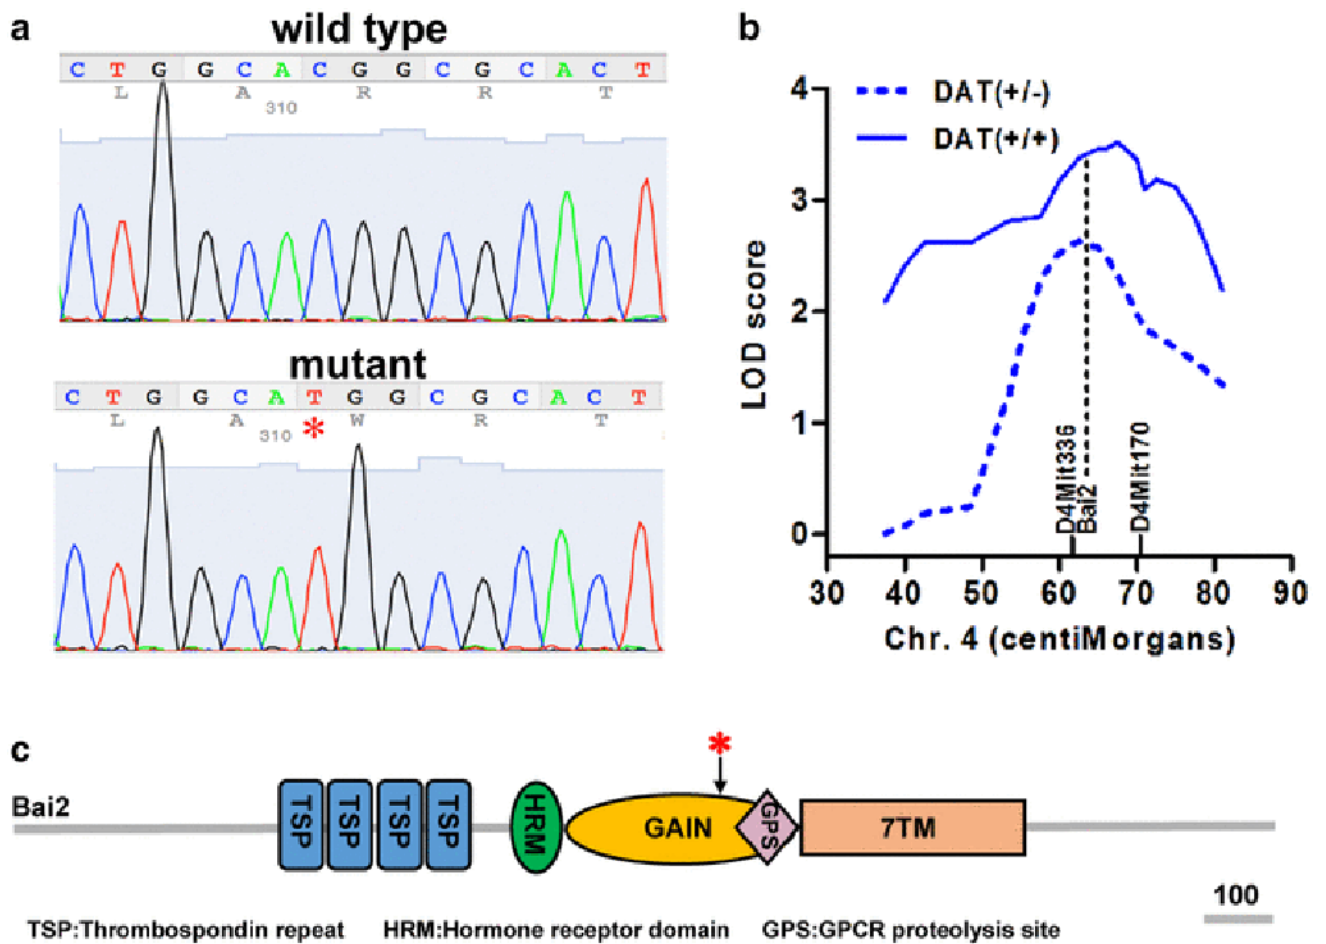 a
wild type
C T G G C A C G G C G C A C T
L A R R T
310
mutant
C T G G C A T G G C G C A C T
L A W R T
310 *
b
DAT(+/-)
DAT(+/+)
LOD score
4
3
2
1
0
D4Mit336
Bai2
D4Mit170
30 40 50 60 70 80 90
Chr. 4 (centiMorgans)
c
*
Bai2
TSP TSP TSP TSP HRM GAIN GPS 7TM
100
TSP:Thrombospondin repeat HRM:Hormone receptor domain GPS:GPCR proteolysis site